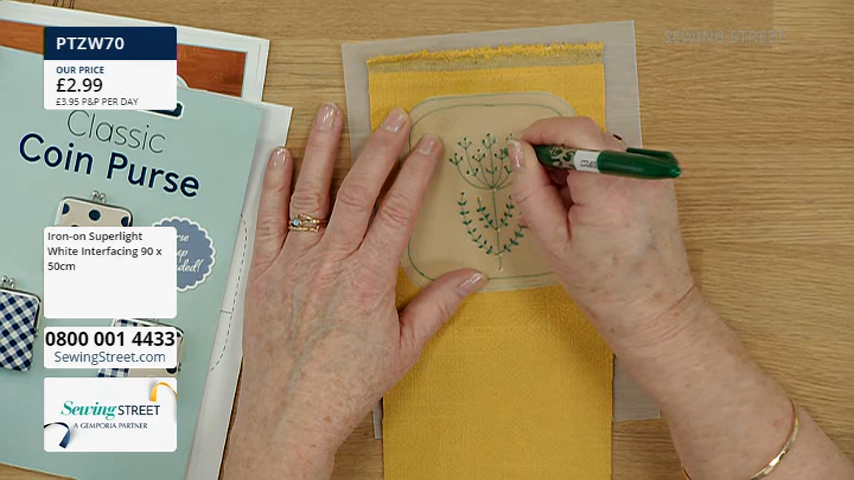 PTZW70
OUR PRICE
£2.99
£3.95 P&P PER DAY
SEWING STREET
Classic
Coin Purse
Iron-on Superlight
White Interfacing 90 x
50cm
0800 001 4433
SewingStreet.com
Sewing STREET
A GEMPORIA PARTNER